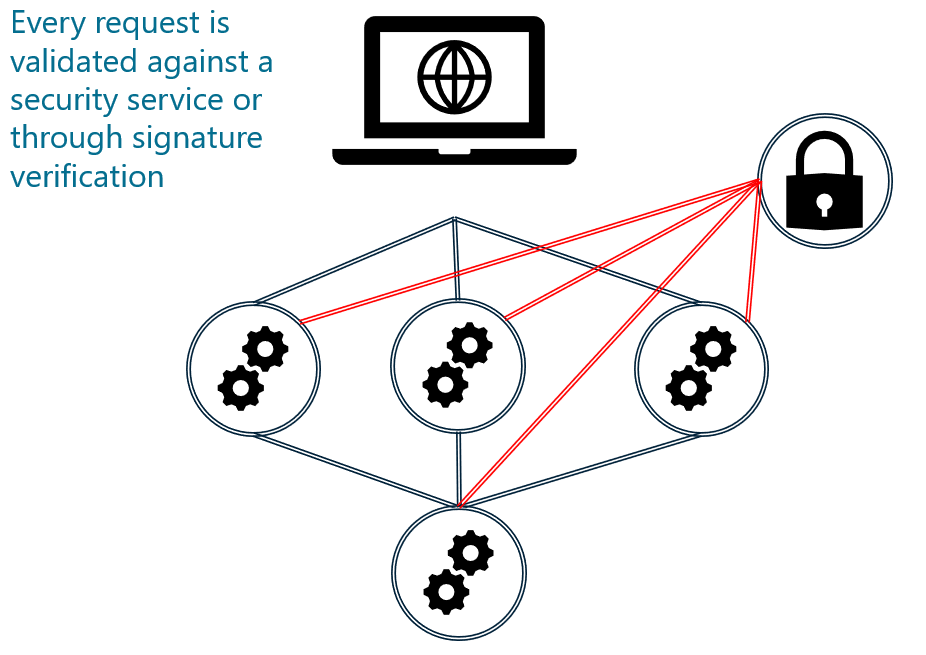 Every request is
validated against a
security service or
through signature
verification